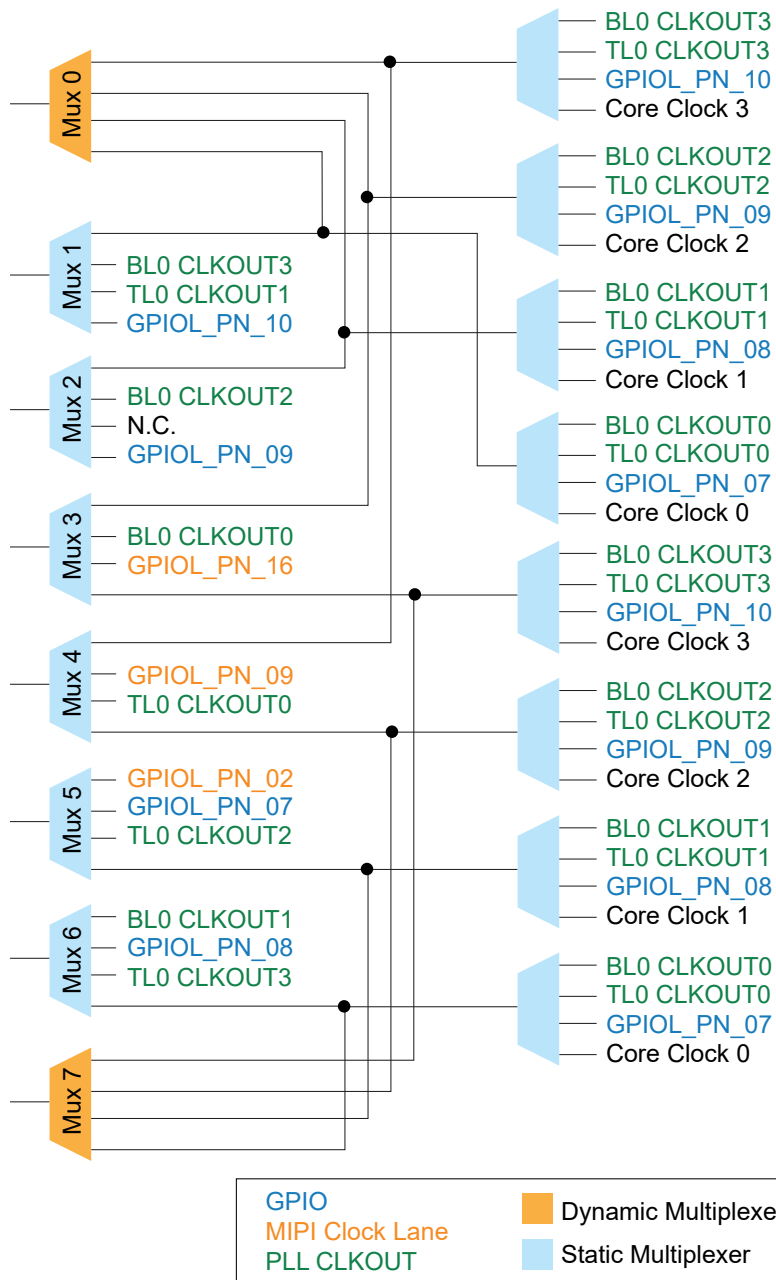 Mux 0
BL0 CLKOUT3
TL0 CLKOUT3
GPIOL_PN_10
Core Clock 3
BL0 CLKOUT2
TL0 CLKOUT2
GPIOL_PN_09
Core Clock 2
Mux 1
BL0 CLKOUT3
TL0 CLKOUT1
GPIOL_PN_10
BL0 CLKOUT1
TL0 CLKOUT1
GPIOL_PN_08
Core Clock 1
Mux 2
BL0 CLKOUT2
N.C.
GPIOL_PN_09
BL0 CLKOUT0
TL0 CLKOUT0
GPIOL_PN_07
Core Clock 0
Mux 3
BL0 CLKOUT0
GPIOL_PN_16
BL0 CLKOUT3
TL0 CLKOUT3
GPIOL_PN_10
Core Clock 3
Mux 4
GPIOL_PN_09
TL0 CLKOUT0
BL0 CLKOUT2
TL0 CLKOUT2
GPIOL_PN_09
Core Clock 2
Mux 5
GPIOL_PN_02
GPIOL_PN_07
TL0 CLKOUT2
BL0 CLKOUT1
TL0 CLKOUT1
GPIOL_PN_08
Core Clock 1
Mux 6
BL0 CLKOUT1
GPIOL_PN_08
TL0 CLKOUT3
BL0 CLKOUT0
TL0 CLKOUT0
GPIOL_PN_07
Core Clock 0
Mux 7
GPIO
MIPI Clock Lane
PLL CLKOUT
Dynamic Multiplexe
Static Multiplexer